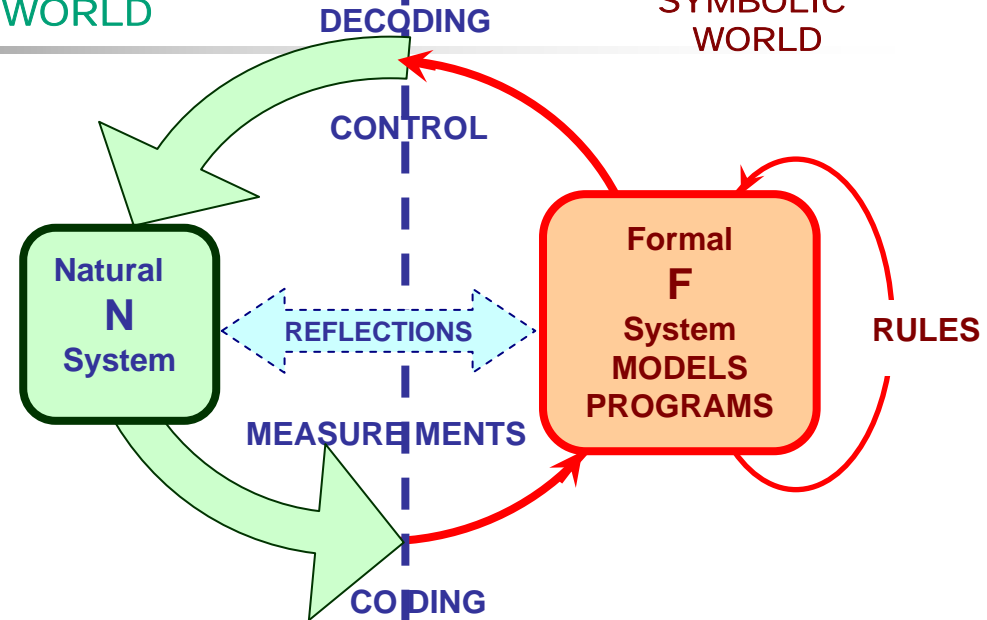 WORLD
SYMBOLIC
WORLD
DECODING
CONTROL
Natural
N
System
REFLECTIONS
Formal
F
System
MODELS
PROGRAMS
RULES
MEASUREMENTS
CODING